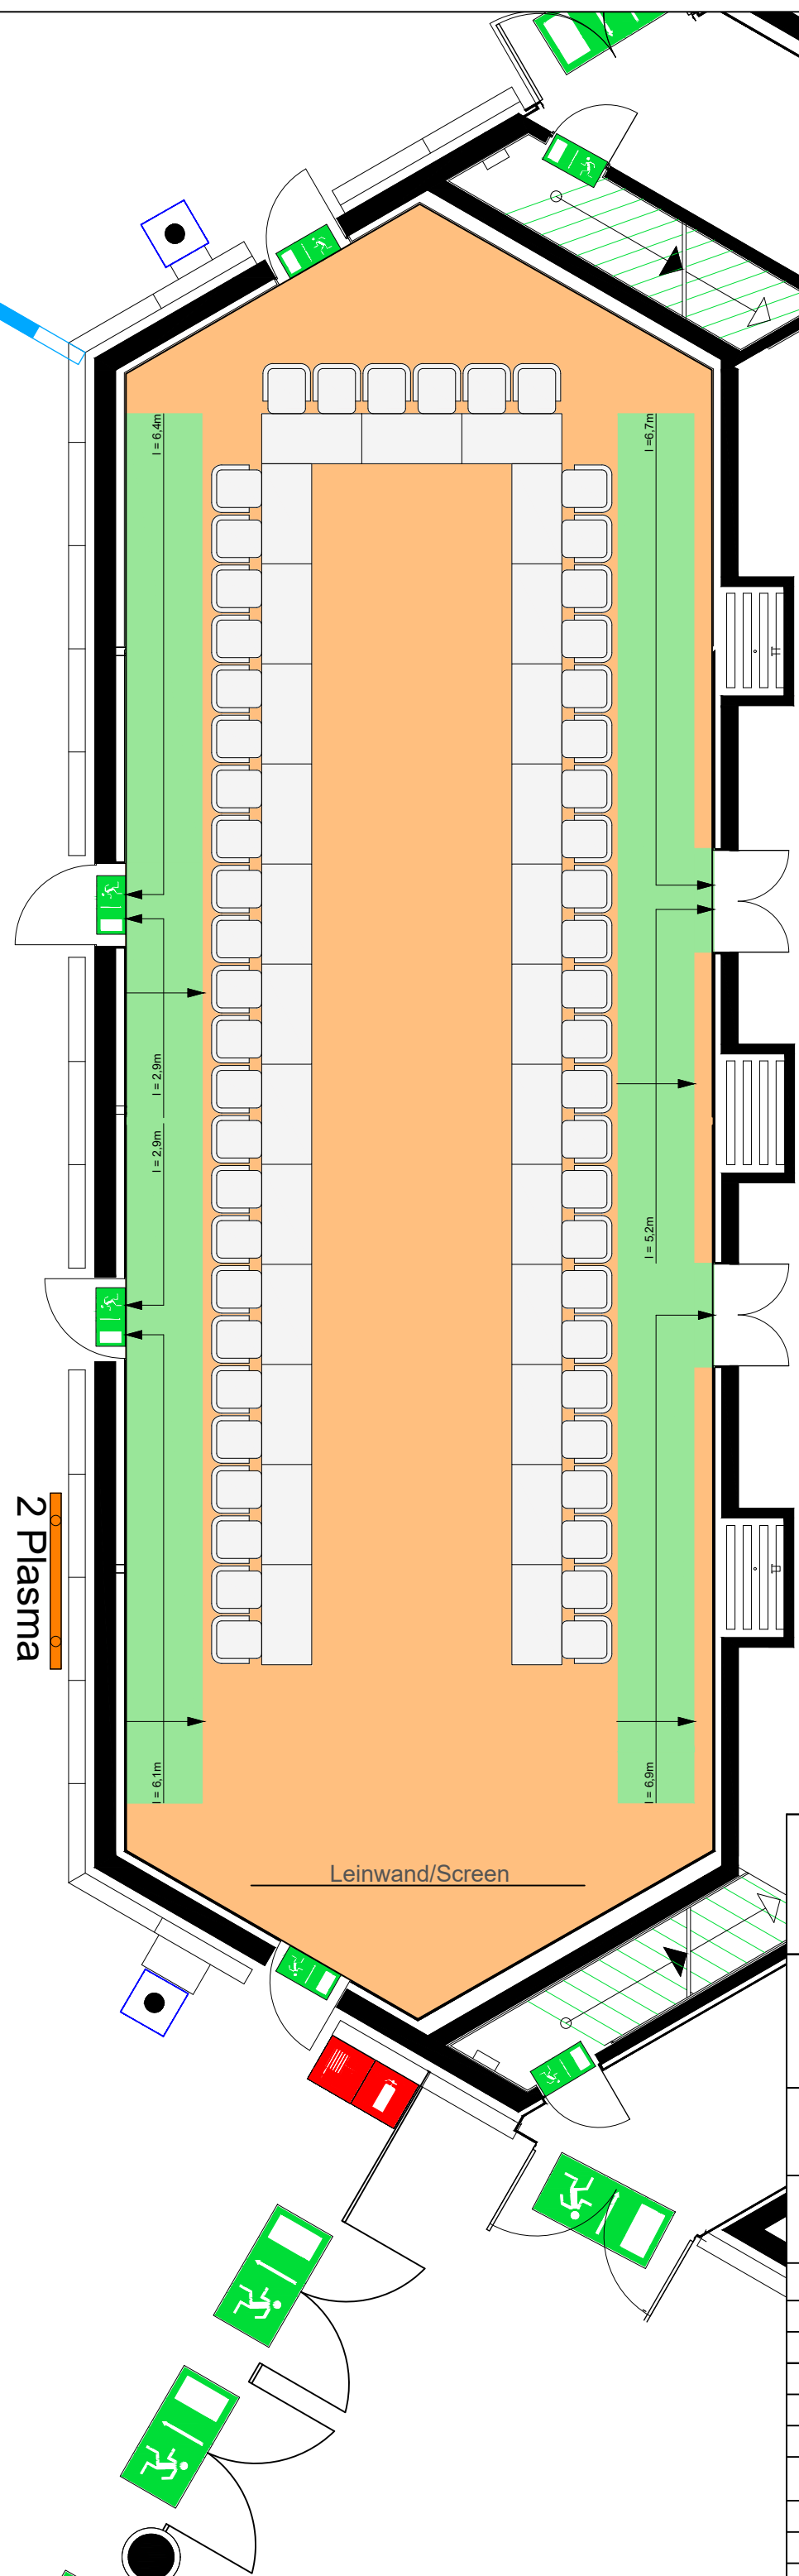 l = 6,4m
l =6,7m
l = 2,9m
l = 2,9m
l = 5,2m
2 Plasma
l = 6,1m
l = 6,9m
Leinwand/Screen